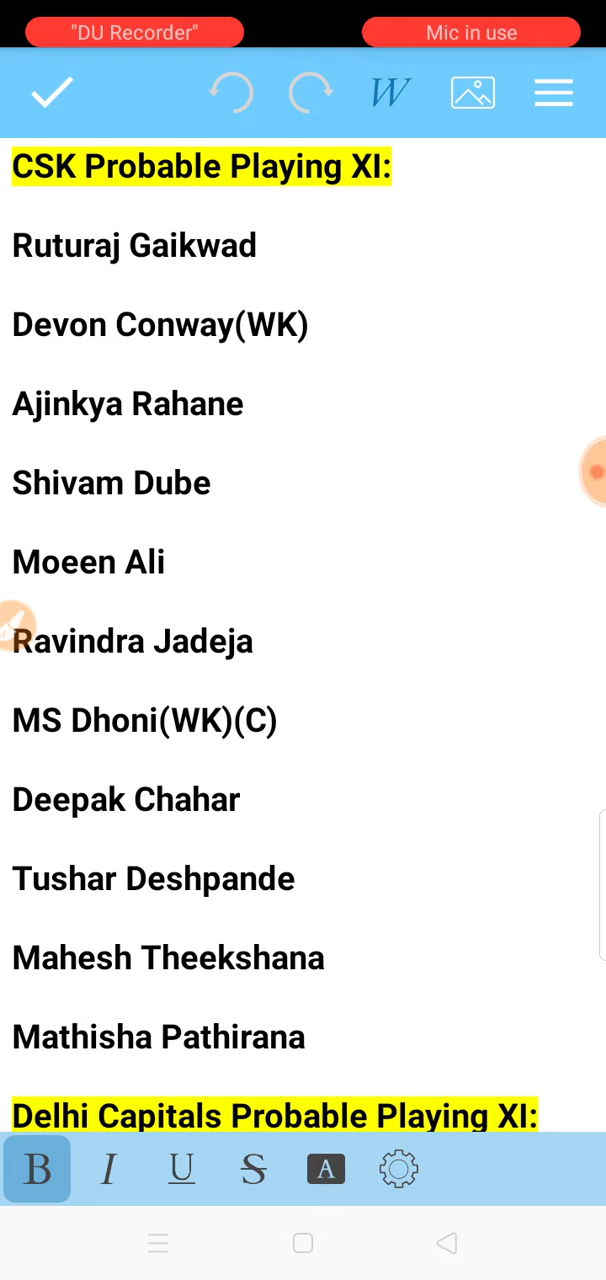 "DU Recorder" Mic in use
W
CSK Probable Playing XI:
Ruturaj Gaikwad
Devon Conway(WK)
Ajinkya Rahane
Shivam Dube
Moeen Ali
Ravindra Jadeja
MS Dhoni(WK)(C)
Deepak Chahar
Tushar Deshpande
Mahesh Theekshana
Mathisha Pathirana
Delhi Capitals Probable Playing XI:
B I U S A